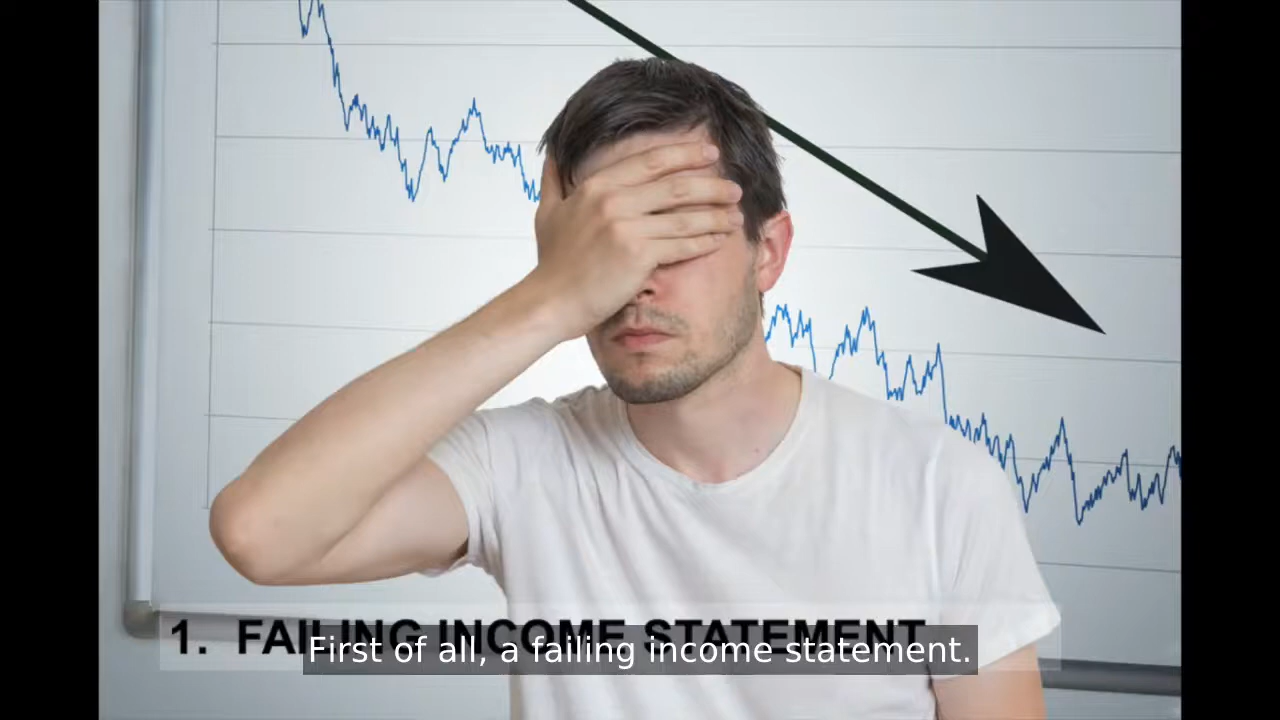 1. FAILING INCOME STATEMENT
First of all, a failing income statement.